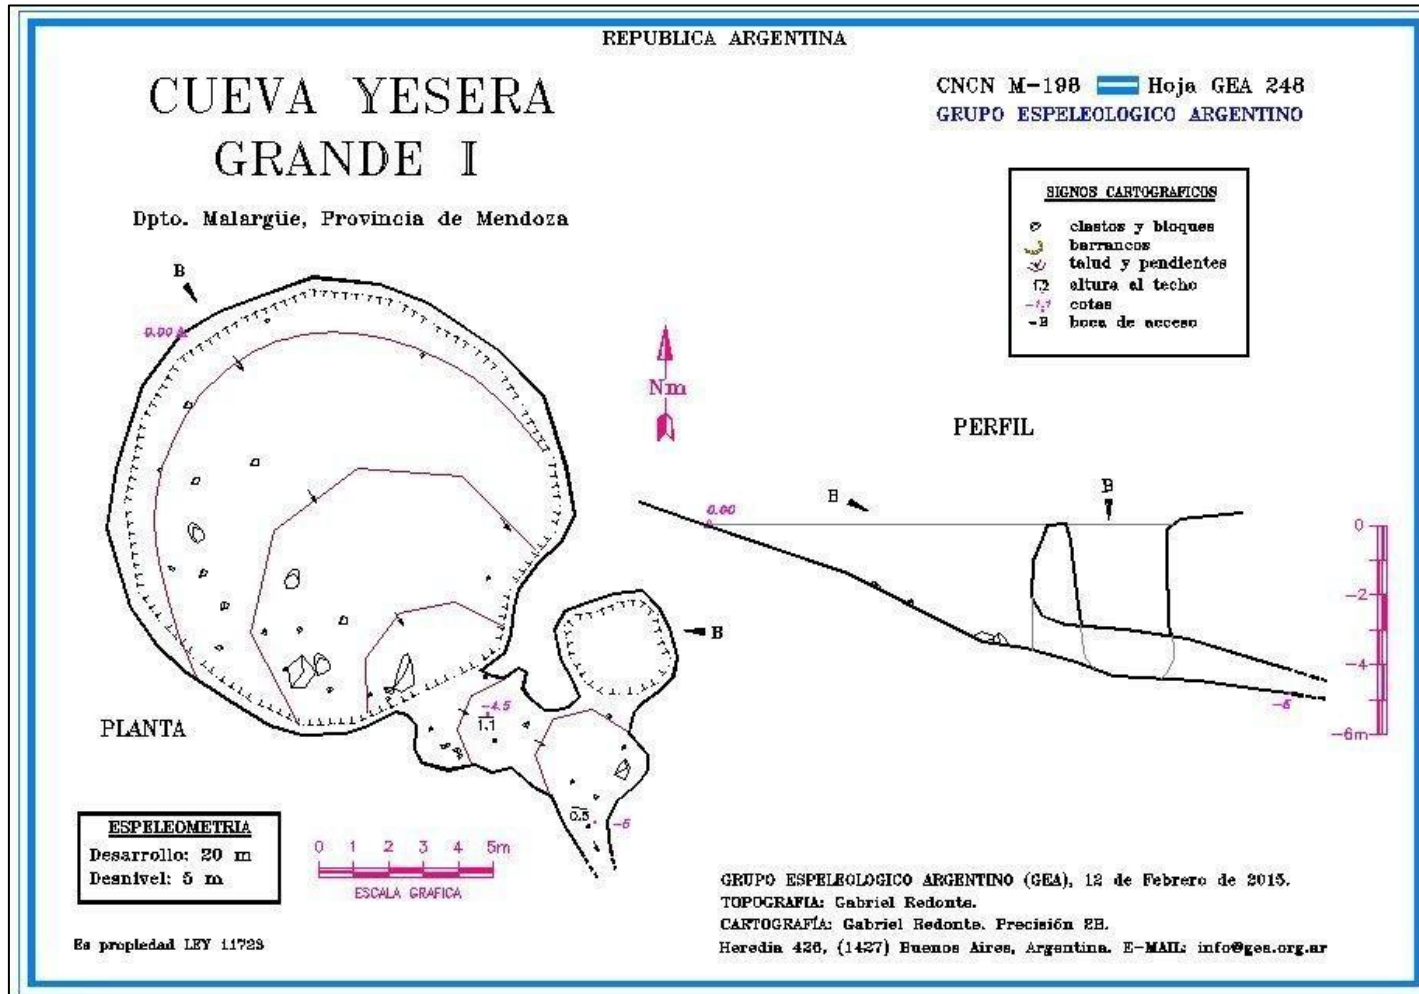 REPUBLICA ARGENTINA
CUEVA YESERA
GRANDE I
Dpto. Malargüe, Provincia de Mendoza
CNCN M-198 Hoja GEA 248
GRUPO ESPELEOLOGICO ARGENTINO
SIGNOS CARTOGRAFICOS
clastos y bloques
barrancos
talud y pendientes
1.2 altura al techo
-1.1 cotas
-B boca de acceso
B
0.00
Nm
PERFIL
B
B
0.00
0
-2
-4
-6m
-5
B
-4.5
1.1
0.5
-5
PLANTA
ESPELEOMETRIA
Desarrollo: 20 m
Desnivel: 5 m
0 1 2 3 4 5m
ESCALA GRAFICA
Es propiedad LEY 11723
GRUPO ESPELEOLOGICO ARGENTINO (GEA), 12 de Febrero de 2015.
TOPOGRAFIA: Gabriel Redonte.
CARTOGRAFÍA: Gabriel Redonte. Precisión 2B.
Heredia 426, (1427) Buenos Aires, Argentina. E-MAIL: info@gea.org.ar